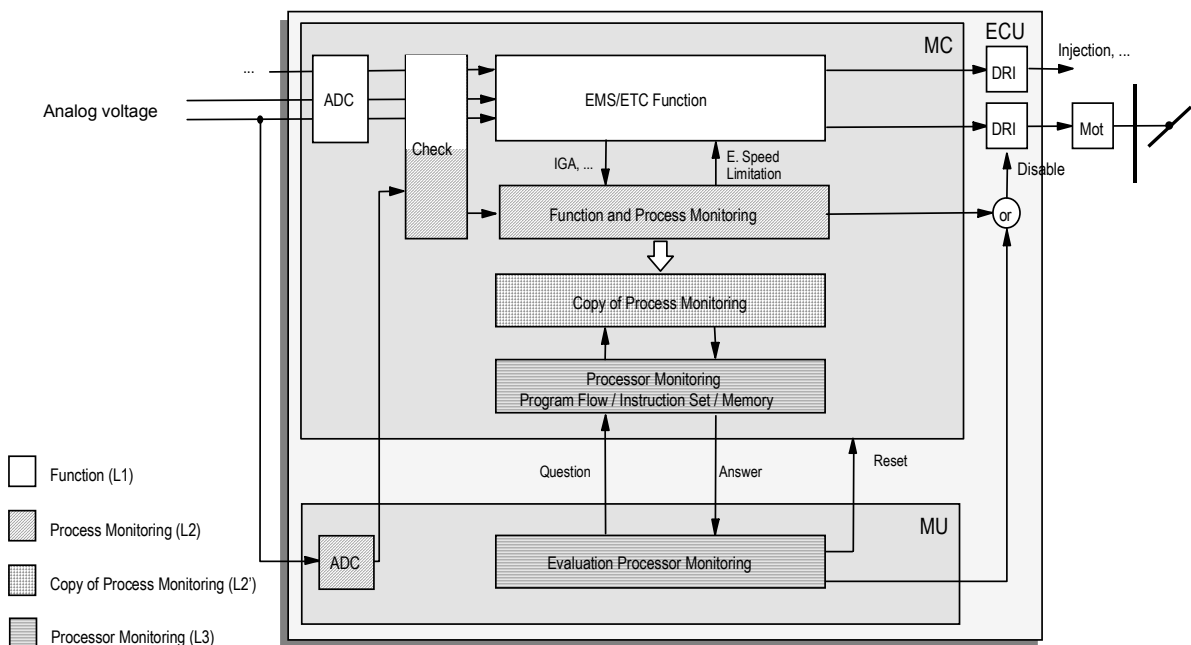 MC
ECU
...
ADC
Analog voltage
Check
EMS/ETC Function
DRI
Injection, ...
DRI
Mot
Disable
IGA, ...
E. Speed
Limitation
Function and Process Monitoring
or
Copy of Process Monitoring
Processor Monitoring
Program Flow / Instruction Set / Memory
Question
Answer
Reset
MU
ADC
Evaluation Processor Monitoring
Function (L1)
Process Monitoring (L2)
Copy of Process Monitoring (L2')
Processor Monitoring (L3)